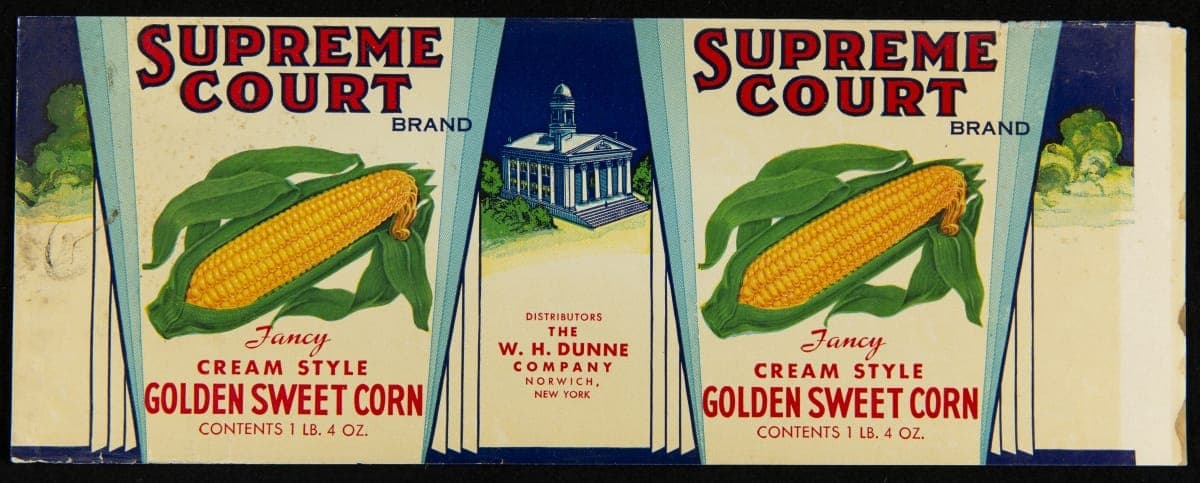 SUPREME
COURT
BRAND
Fancy
CREAM STYLE
GOLDEN SWEET CORN
CONTENTS 1 LB. 4 OZ.
DISTRIBUTORS
THE
W. H. DUNNE
COMPANY
NORWICH,
NEW YORK
SUPREME
COURT
BRAND
Fancy
CREAM STYLE
GOLDEN SWEET CORN
CONTENTS 1 LB. 4 OZ.